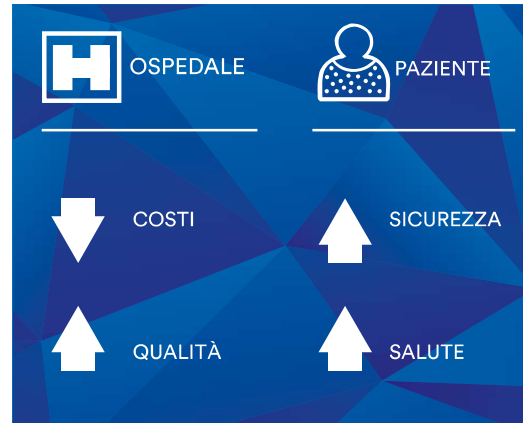 H OSPEDALE
PAZIENTE
COSTI
SICUREZZA
QUALITÀ
SALUTE